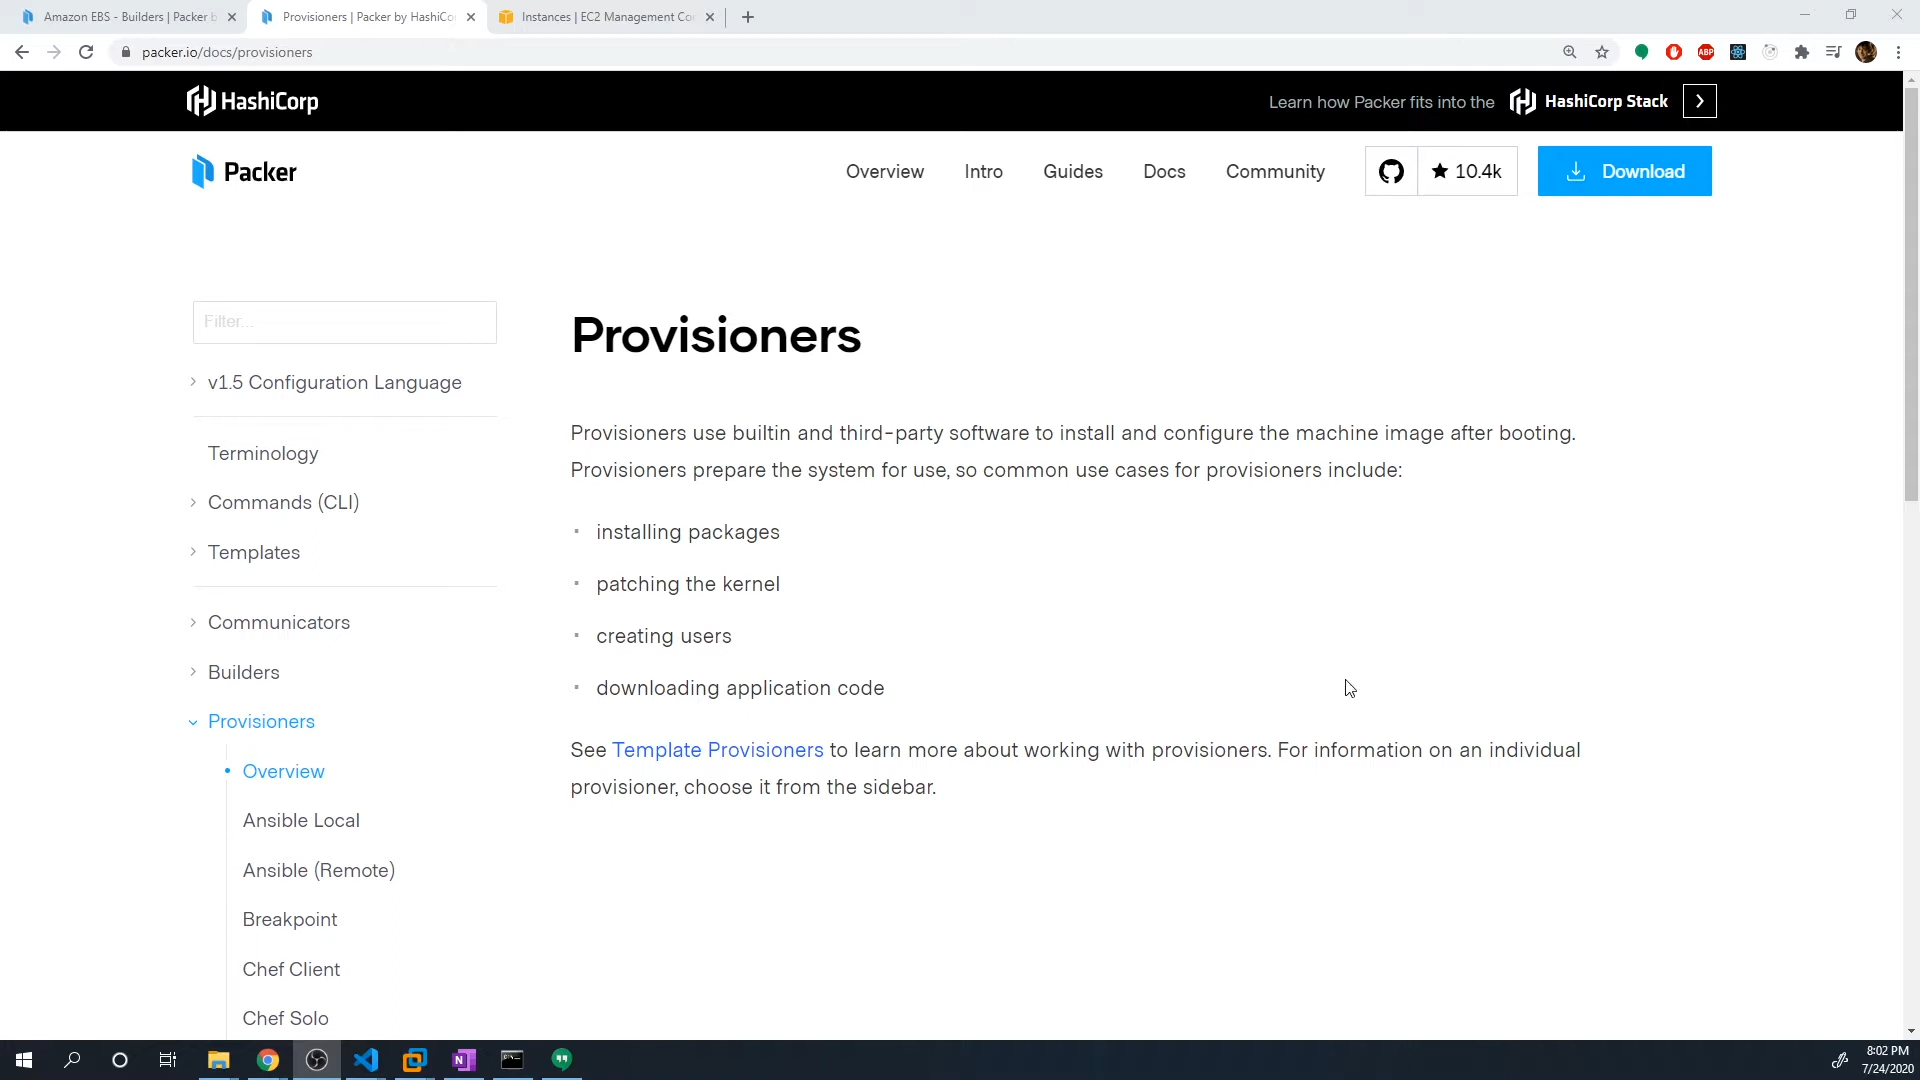 Amazon EBS - Builders | Packer b
Provisioners | Packer by HashiCo
Instances | EC2 Management Co
packer.io/docs/provisioners
ABP
HashiCorp
Learn how Packer fits into the HashiCorp Stack
Packer
Overview
Intro
Guides
Docs
Community
10.4k
Download
Filter...
v1.5 Configuration Language
Terminology
Commands (CLI)
Templates
Communicators
Builders
Provisioners
Overview
Ansible Local
Ansible (Remote)
Breakpoint
Chef Client
Chef Solo
Provisioners
Provisioners use builtin and third-party software to install and configure the machine image after booting.
Provisioners prepare the system for use, so common use cases for provisioners include:
installing packages
patching the kernel
creating users
downloading application code
See Template Provisioners to learn more about working with provisioners. For information on an individual
provisioner, choose it from the sidebar.
8:02 PM
7/24/2020